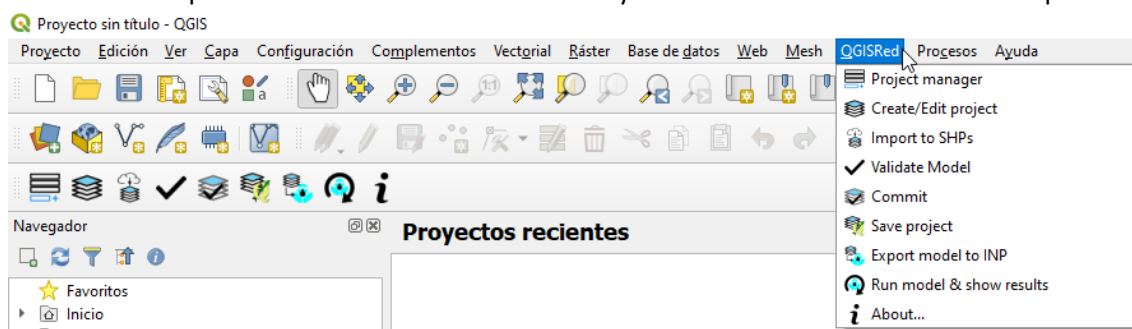 Proyecto sin título - QGIS
Proyecto Edición Ver Capa Configuración Complementos Vectorial Ráster Base de datos Web Mesh QGISRed Procesos Ayuda
Project manager
Create/Edit project
Import to SHPs
Validate Model
Commit
Save project
Export model to INP
Run model & show results
About...
Navegador
Proyectos recientes
Favoritos
Inicio